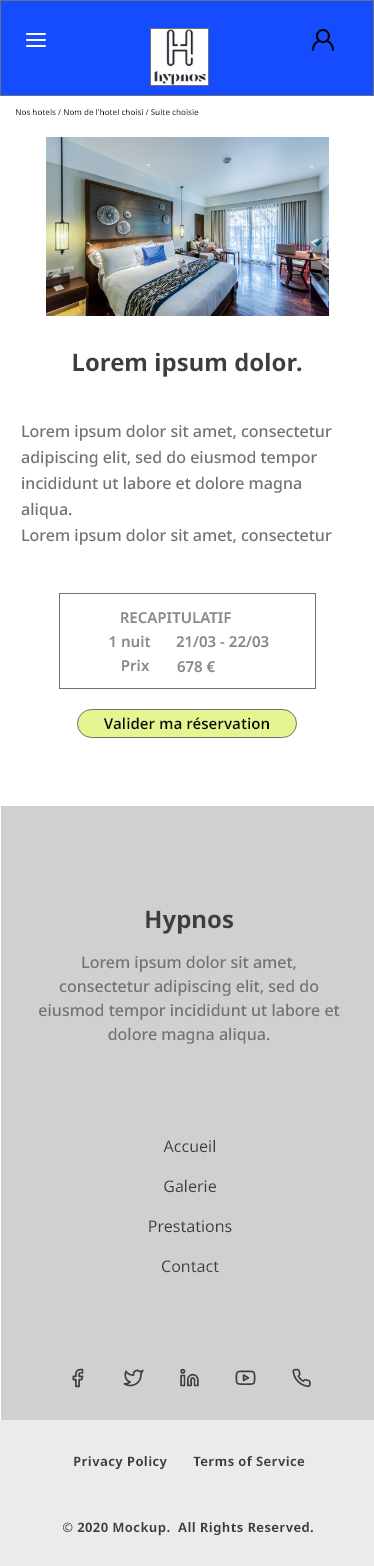 hypnos
Nos hotels / Nom de l'hotel choisi / Suite choisie
Lorem ipsum dolor.
Lorem ipsum dolor sit amet, consectetur
adipiscing elit, sed do eiusmod tempor
incididunt ut labore et dolore magna
aliqua.
Lorem ipsum dolor sit amet, consectetur
RECAPITULATIF
1 nuit 21/03 - 22/03
Prix 678 €
Valider ma réservation
Hypnos
Lorem ipsum dolor sit amet,
consectetur adipiscing elit, sed do
eiusmod tempor incididunt ut labore et
dolore magna aliqua.
Accueil
Galerie
Prestations
Contact
Privacy Policy Terms of Service
© 2020 Mockup. All Rights Reserved.